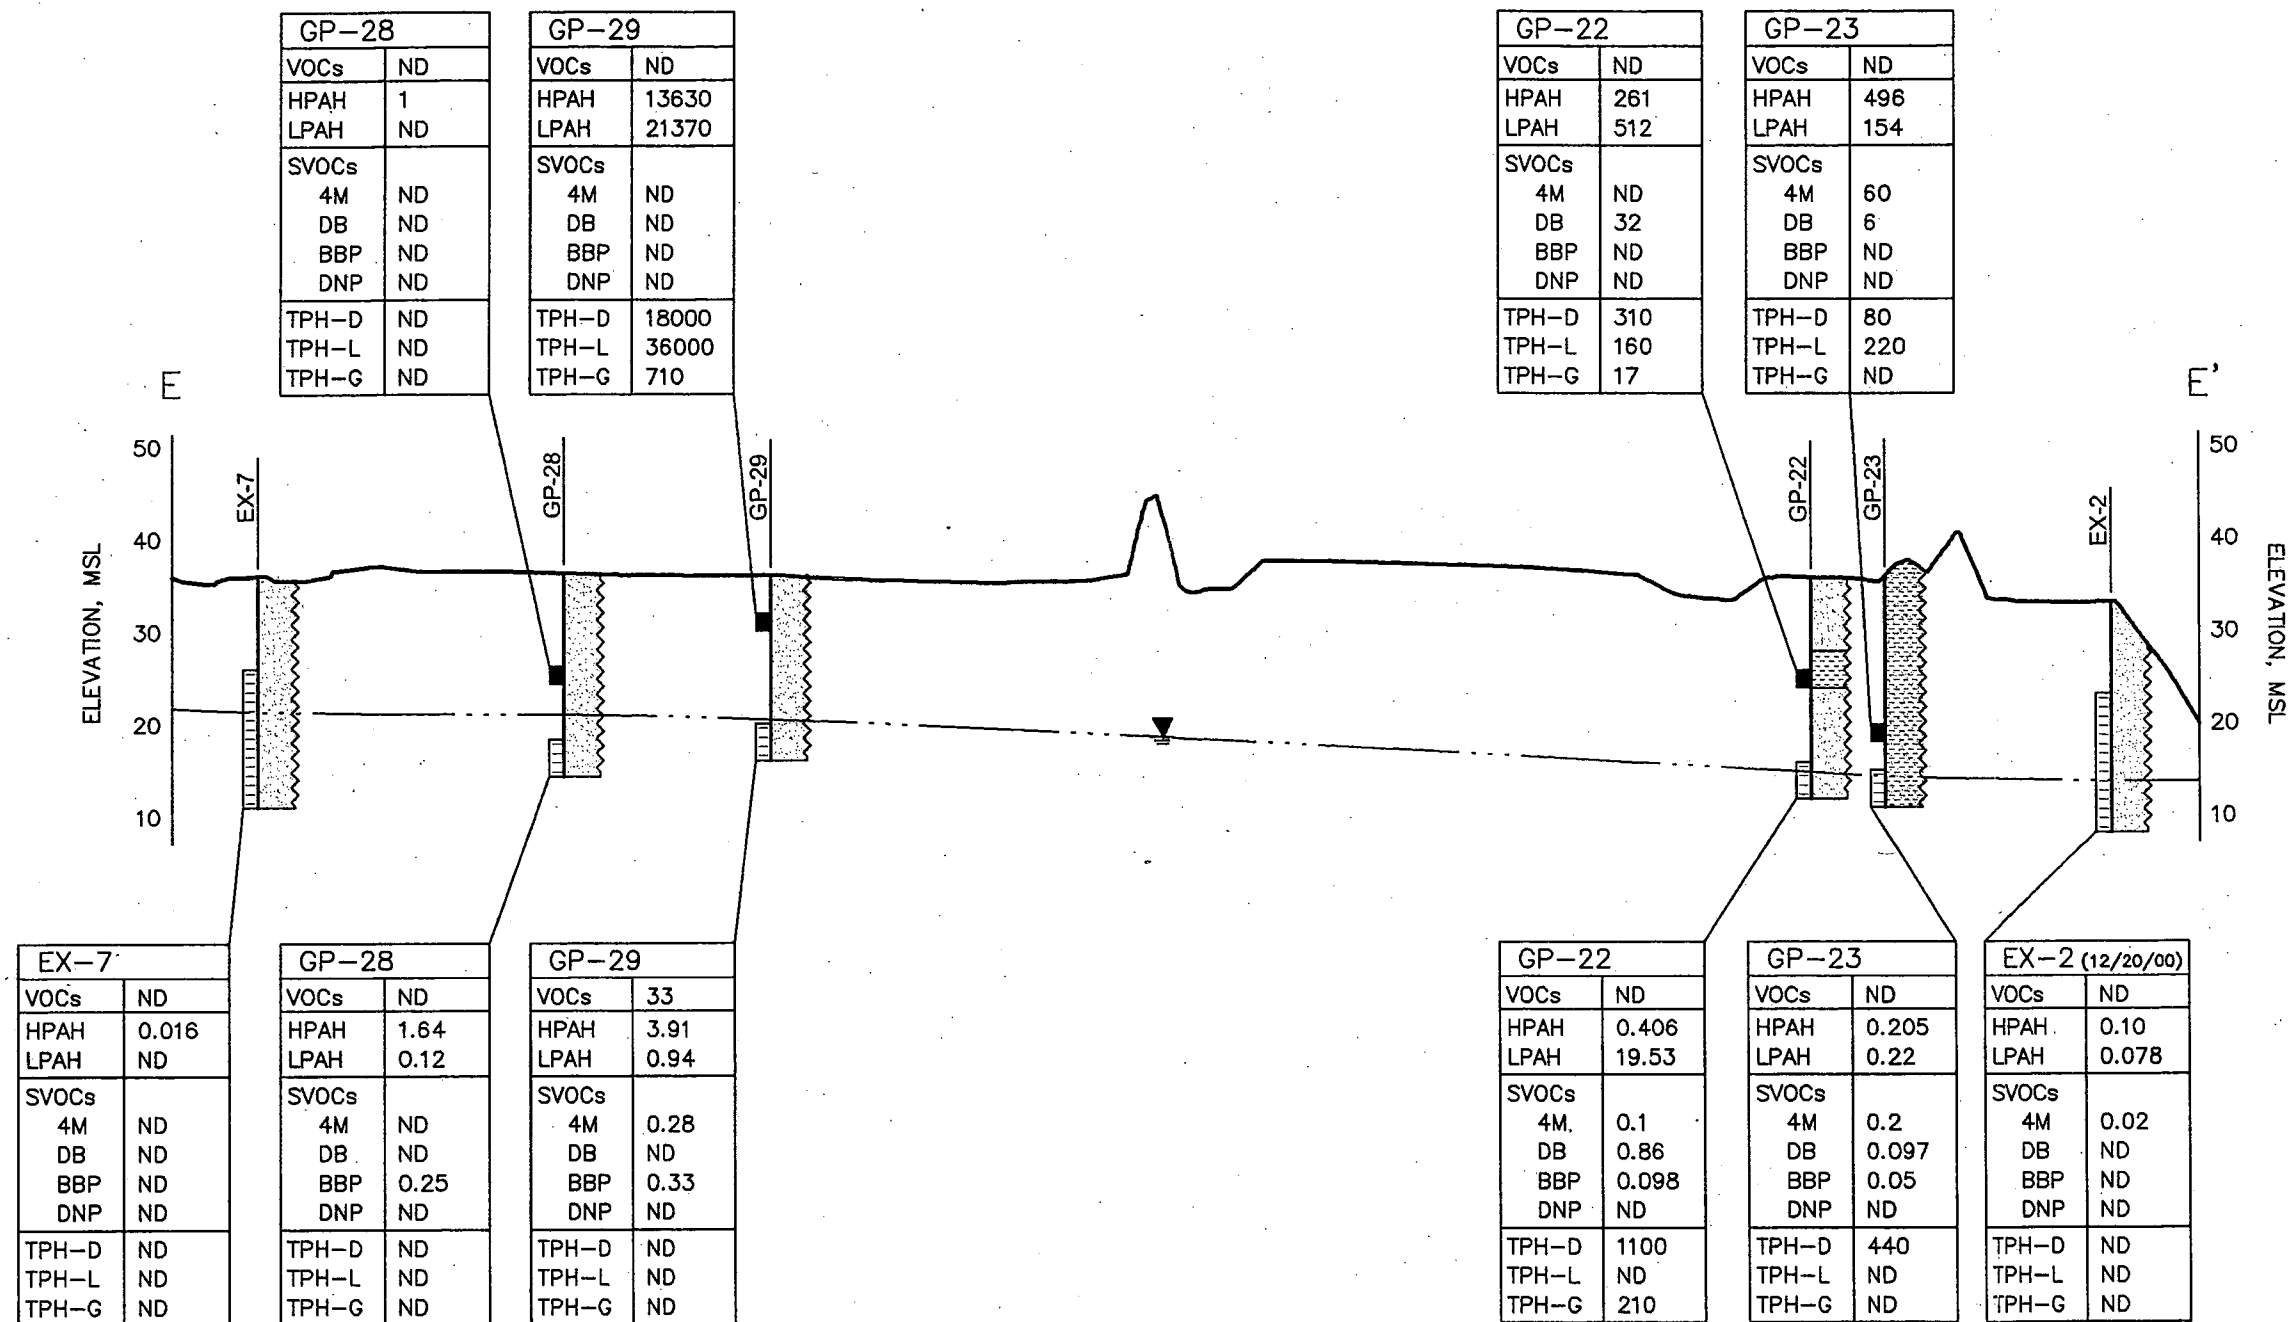 GP-28
VOCs ND
HPAH 1
LPAH ND
SVOCs
4M ND
DB ND
BBP ND
DNP ND
TPH-D ND
TPH-L ND
TPH-G ND
GP-29
VOCs ND
HPAH 13630
LPAH 21370
SVOCs
4M ND
DB ND
BBP ND
DNP ND
TPH-D 18000
TPH-L 36000
TPH-G 710
GP-22
VOCs ND
HPAH 261
LPAH 512
SVOCs
4M ND
DB 32
BBP ND
DNP ND
TPH-D 310
TPH-L 160
TPH-G 17
GP-23
VOCs ND
HPAH 496
LPAH 154
SVOCs
4M 60
DB 6
BBP ND
DNP ND
TPH-D 80
TPH-L 220
TPH-G ND
E
E'
50
40
30
20
10
ELEVATION, MSL
EX-7
GP-28
GP-29
GP-22
GP-23
EX-2
50
40
30
20
10
ELEVATION, MSL
EX-7
VOCs ND
HPAH 0.016
LPAH ND
SVOCs
4M ND
DB ND
BBP ND
DNP ND
TPH-D ND
TPH-L ND
TPH-G ND
GP-28
VOCs ND
HPAH 1.64
LPAH 0.12
SVOCs
4M ND
DB ND
BBP 0.25
DNP ND
TPH-D ND
TPH-L ND
TPH-G ND
GP-29
VOCs 33
HPAH 3.91
LPAH 0.94
SVOCs
4M 0.28
DB ND
BBP 0.33
DNP ND
TPH-D ND
TPH-L ND
TPH-G ND
GP-22
VOCs ND
HPAH 0.406
LPAH 19.53
SVOCs
4M 0.1
DB 0.86
BBP 0.098
DNP ND
TPH-D 1100
TPH-L ND
TPH-G 210
GP-23
VOCs ND
HPAH 0.205
LPAH 0.22
SVOCs
4M 0.2
DB 0.097
BBP 0.05
DNP ND
TPH-D 440
TPH-L ND
TPH-G ND
EX-2 (12/20/00)
VOCs ND
HPAH 0.10
LPAH 0.078
SVOCs
4M 0.02
DB ND
BBP ND
DNP ND
TPH-D ND
TPH-L ND
TPH-G ND